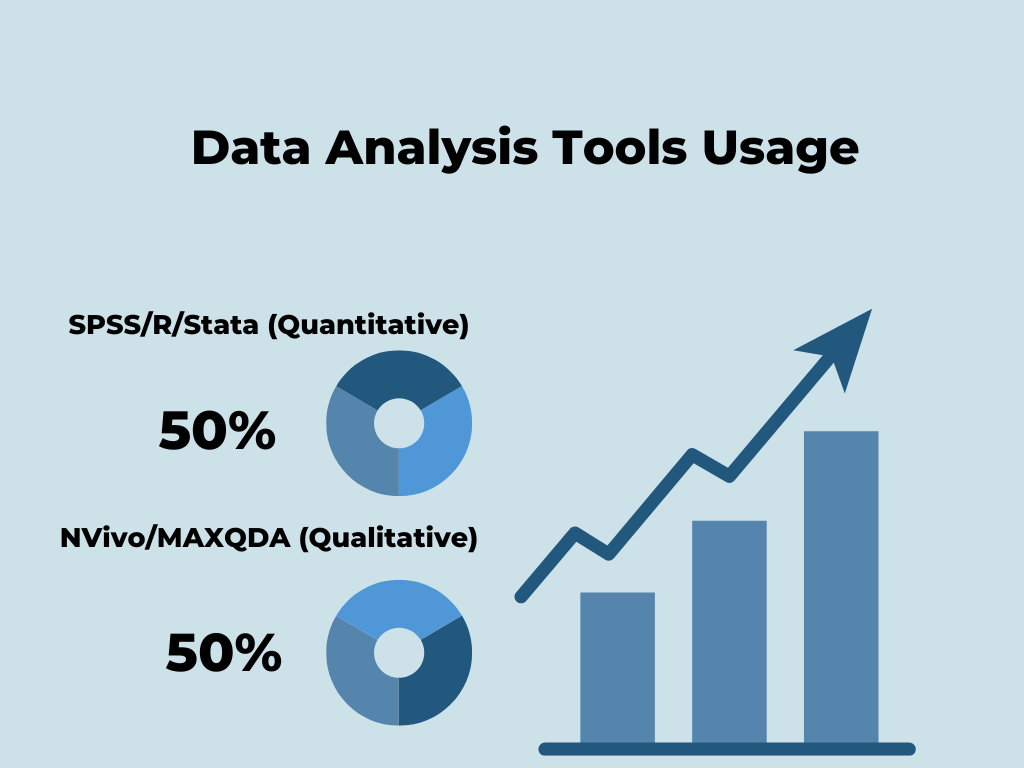 Data Analysis Tools Usage
SPSS/R/Stata (Quantitative)
50%
NVivo/MAXQDA (Qualitative)
50%